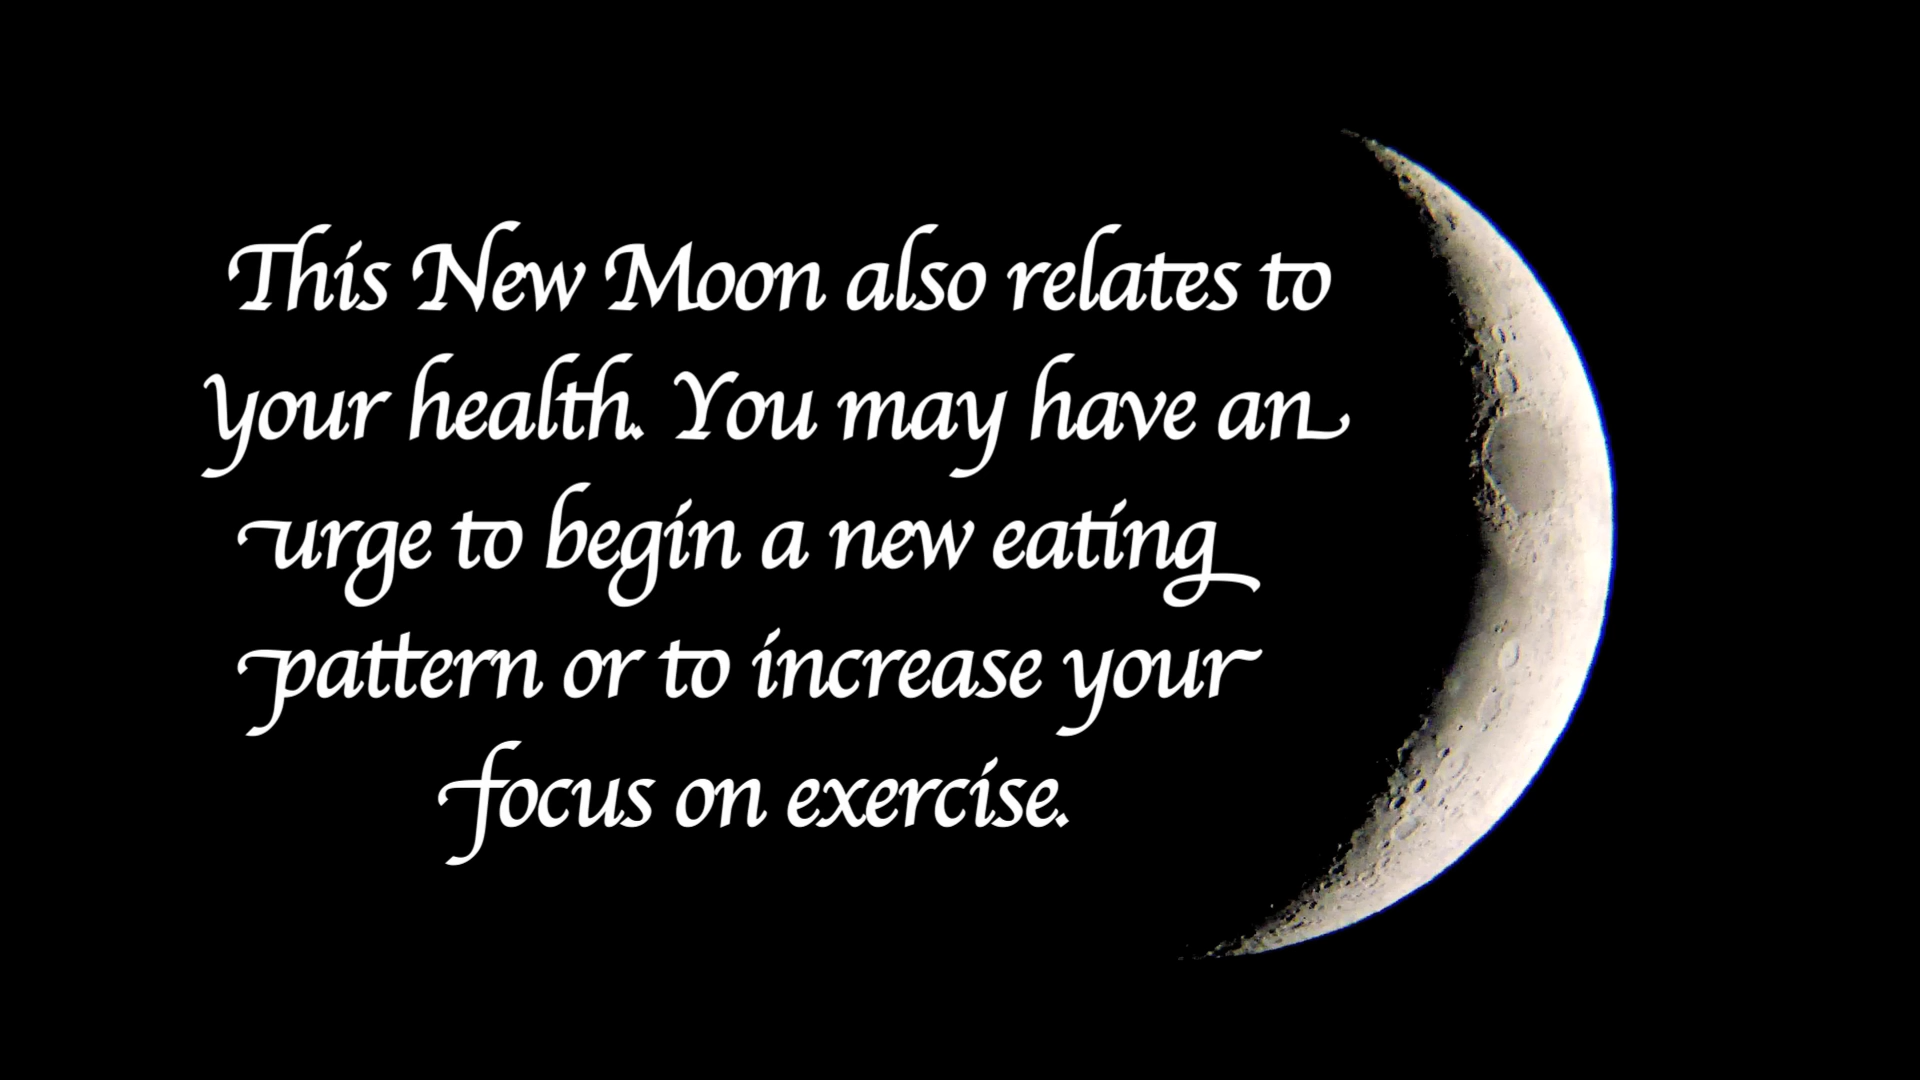 This New Moon also relates to
your health. You may have an
urge to begin a new eating
pattern or to increase your
focus on exercise.